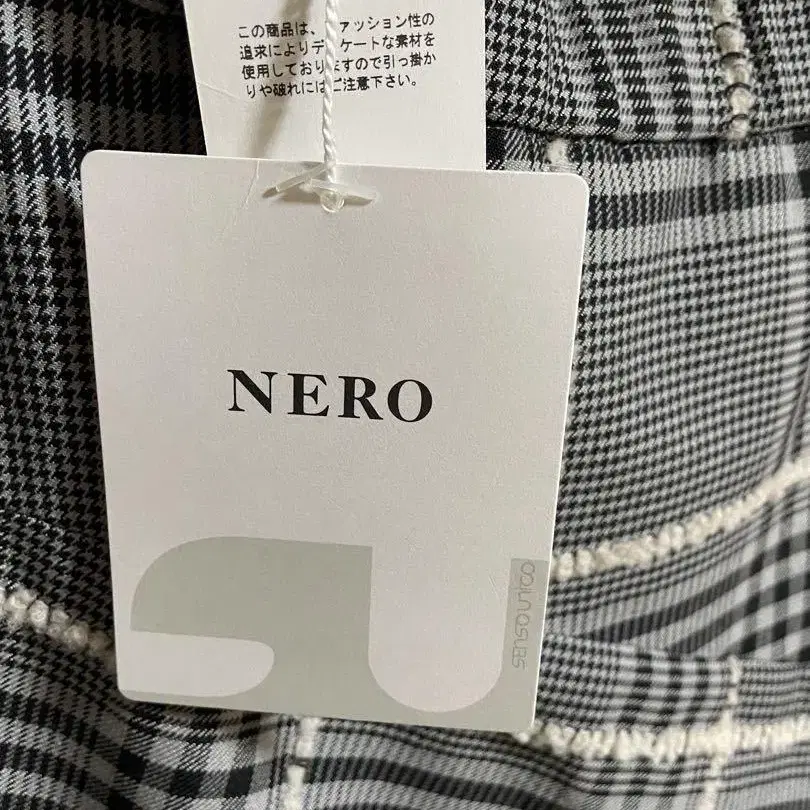 この商品は、ファッション性の
追求によりデリケートな素材を
使用しておりますので引っ掛か
りや破れにはご注意下さい。
NERO
sansounico